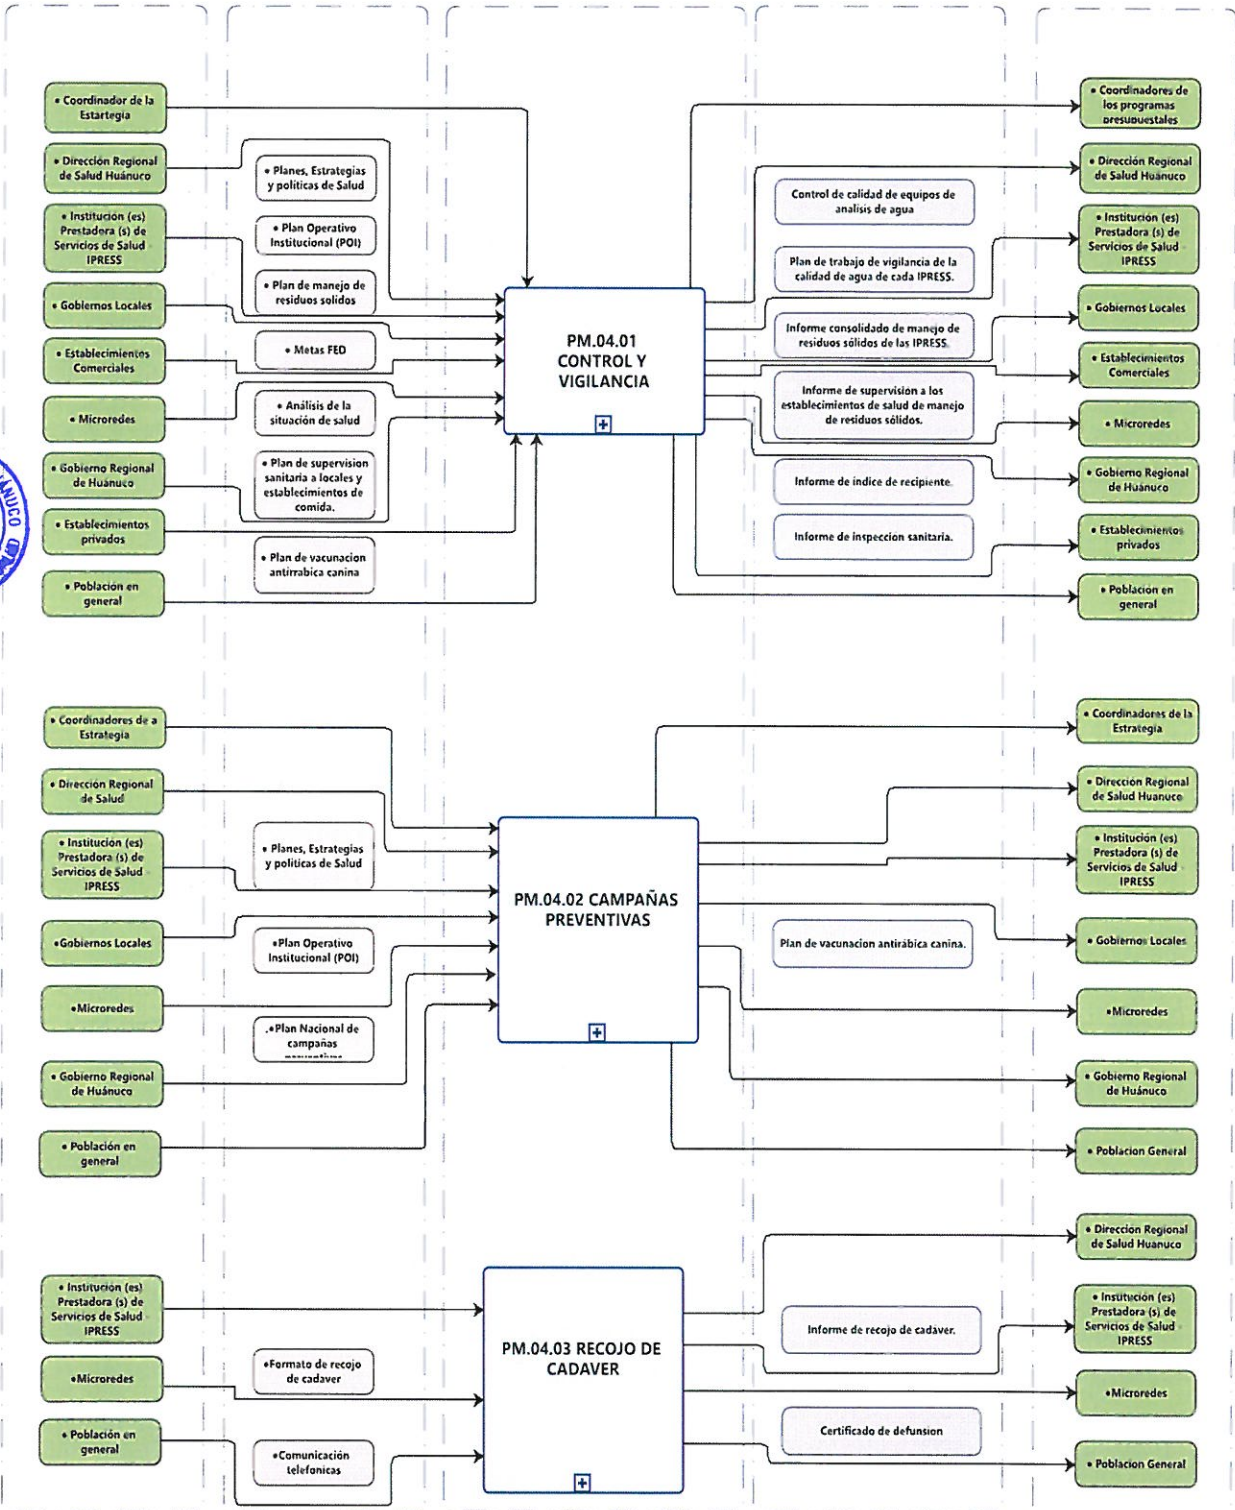 • Coordinador de la
Estartegia
• Dirección Regional
de Salud Huánuco
• Institución (es)
Prestadora (s) de
Servicios de Salud -
IPRESS
• Gobiernos Locales
• Establecimientos
Comerciales
• Microredes
• Gobierno Regional
de Huánuco
• Establecimientos
privados
• Población en
general
• Planes, Estrategias
y políticas de Salud
• Plan Operativo
Institucional (POI)
• Plan de manejo de
residuos solidos
• Metas FED
• Análisis de la
situación de salud
• Plan de supervision
sanitaria a locales y
establecimientos de
comida.
• Plan de vacunacion
antirrabica canina
PM.04.01
CONTROL Y
VIGILANCIA
Control de calidad de equipos de
analisis de agua
Plan de trabajo de vigilancia de la
calidad de agua de cada IPRESS.
Informe consolidado de manejo de
residuos sólidos de las IPRESS.
Informe de supervisión a los
establecimientos de salud de manejo
de residuos sólidos.
Informe de índice de recipiente.
Informe de inspección sanitaria.
• Coordinadores de
los programas
presupuestales
• Dirección Regional
de Salud Huánuco
• Institución (es)
Prestadora (s) de
Servicios de Salud -
IPRESS
• Gobiernos Locales
• Establecimientos
Comerciales
• Microredes
• Gobierno Regional
de Huánuco
• Establecimientos
privados
• Población en
general
HUÁNUCO
• Coordinadores de a
Estrategia
• Dirección Regional
de Salud
• Institución (es)
Prestadora (s) de
Servicios de Salud -
IPRESS
•Gobiernos Locales
•Microredes
• Gobierno Regional
de Huánuco
• Población en
general
• Planes, Estrategias
y políticas de Salud
•Plan Operativo
Institucional (POI)
.•Plan Nacional de
campañas
PM.04.02 CAMPAÑAS
PREVENTIVAS
Plan de vacunacion antirábica canina.
• Coordinadores de la
Estrategia
• Dirección Regional
de Salud Huanuco
• Institución (es)
Prestadora (s) de
Servicios de Salud -
IPRESS
• Gobiernos Locales
•Microredes
• Gobierno Regional
de Huánuco
• Poblacion General
• Institución (es)
Prestadora (s) de
Servicios de Salud -
IPRESS
•Microredes
• Población en
general
•Formato de recojo
de cadaver
•Comunicación
telefonicas
PM.04.03 RECOJO DE
CADAVER
Informe de recojo de cadáver.
Certificado de defunsion
• Direccion Regional
de Salud Huanuco
• Institución (es)
Prestadora (s) de
Servicios de Salud -
IPRESS
•Microredes
• Poblacion General